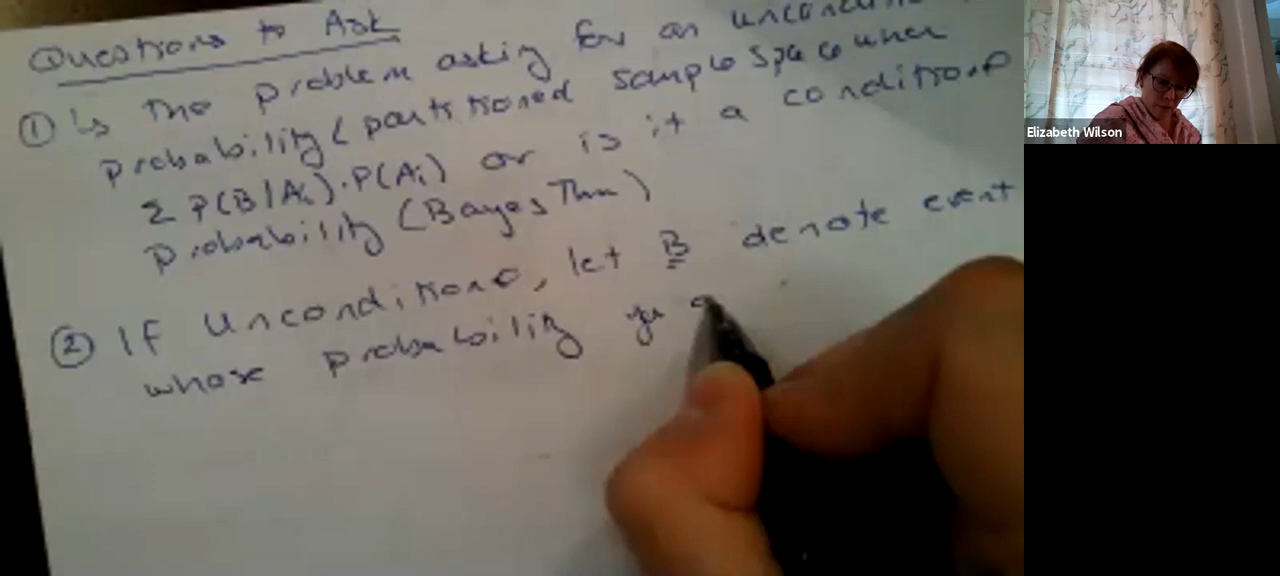 Questions to Ask
① Is the problem asking for an
probability (partitioned sample space when
Σ P(B|Ai)·P(Ai) or is it a conditional
probability (Bayes Thm)
② If unconditional, let B denote event
whose probability you
Elizabeth Wilson